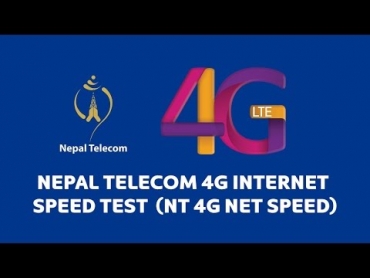 4G
LTE
Nepal Telecom
NEPAL TELECOM 4G INTERNET
SPEED TEST (NT 4G NET SPEED)